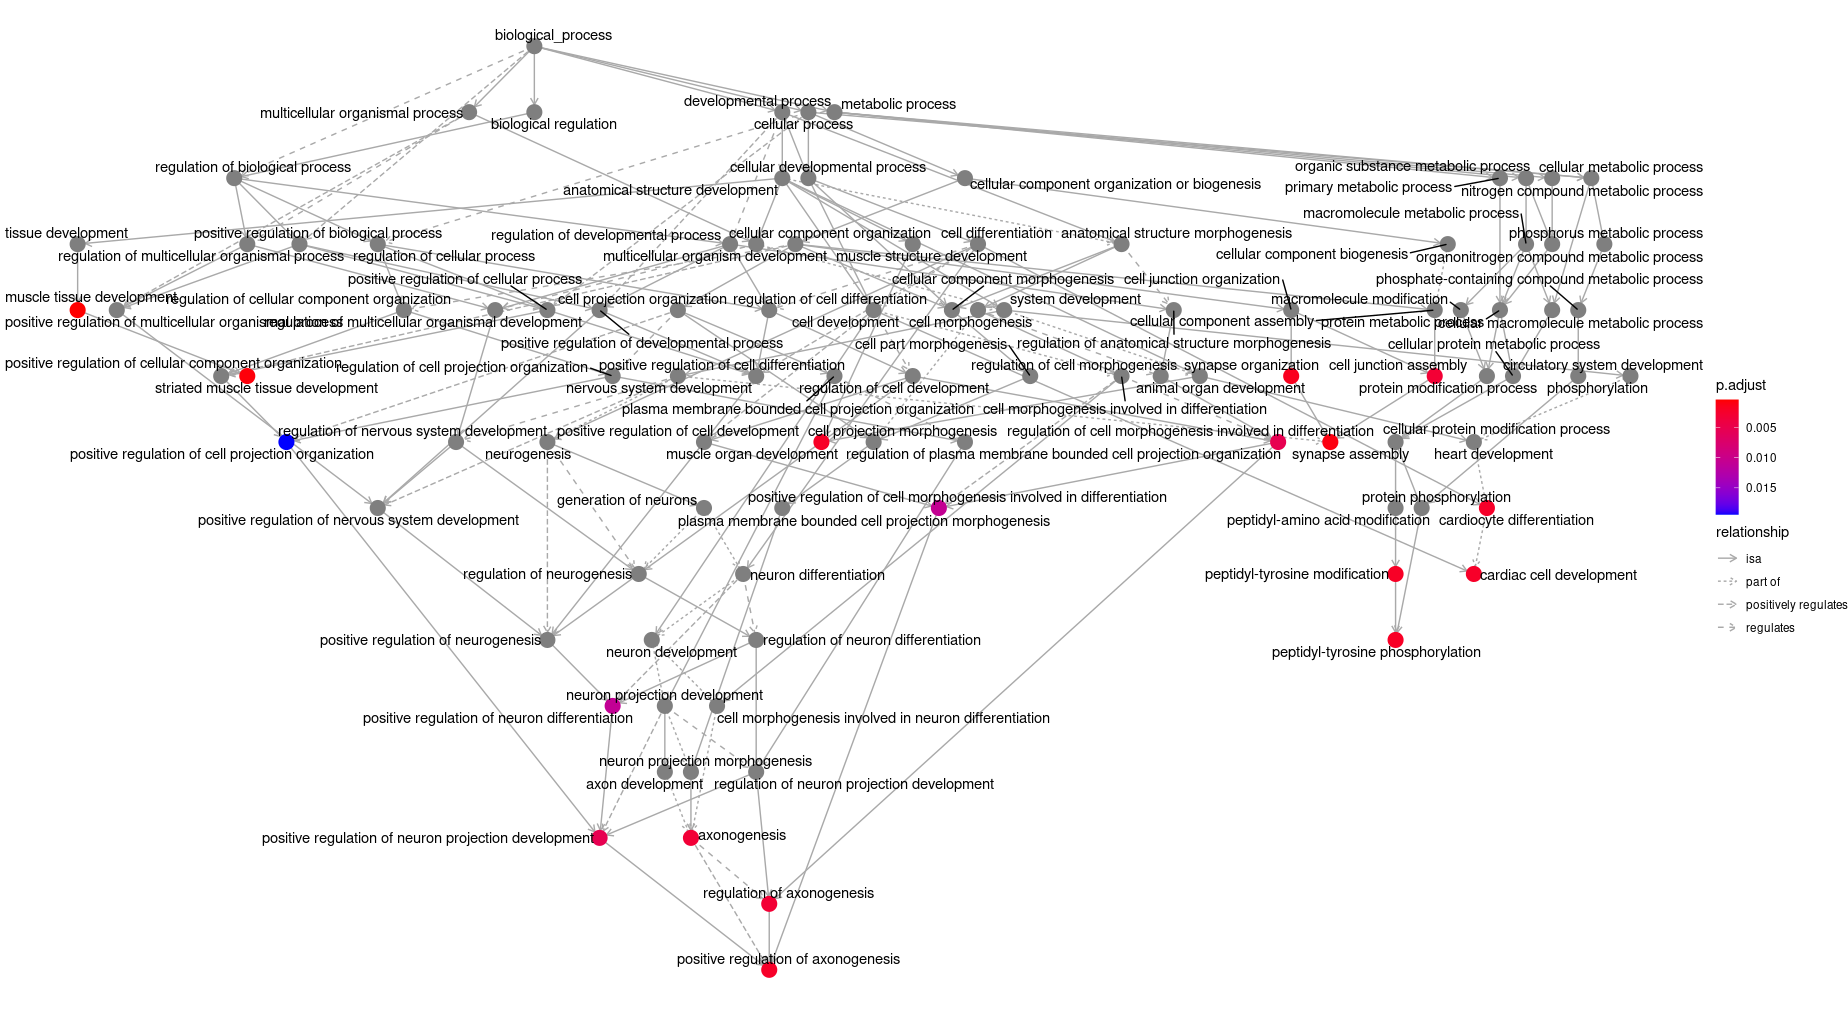 biological_process
developmental process
metabolic process
multicellular organismal process
biological regulation
cellular process
regulation of biological process
cellular developmental process
organic substance metabolic process
cellular metabolic process
anatomical structure development
cellular component organization or biogenesis
primary metabolic process
nitrogen compound metabolic process
macromolecule metabolic process
tissue development
positive regulation of biological process
regulation of developmental process
cellular component organization
cell differentiation
anatomical structure morphogenesis
phosphorus metabolic process
regulation of multicellular organismal process
regulation of cellular process
multicellular organism development
muscle structure development
cellular component biogenesis
organonitrogen compound metabolic process
positive regulation of cellular process
cellular component morphogenesis
cell junction organization
phosphate-containing compound metabolic process
muscle tissue development
regulation of cellular component organization
cell projection organization
regulation of cell differentiation
system development
macromolecule modification
positive regulation of multicellular organismal process
regulation of multicellular organismal development
cell development
cell morphogenesis
cellular component assembly
protein metabolic process
cellular macromolecule metabolic process
positive regulation of developmental process
cell part morphogenesis
regulation of anatomical structure morphogenesis
cellular protein metabolic process
positive regulation of cellular component organization
regulation of cell projection organization
positive regulation of cell differentiation
regulation of cell morphogenesis
synapse organization
cell junction assembly
circulatory system development
striated muscle tissue development
nervous system development
regulation of cell development
animal organ development
protein modification process
phosphorylation
plasma membrane bounded cell projection organization
cell morphogenesis involved in differentiation
regulation of nervous system development
positive regulation of cell development
cell projection morphogenesis
regulation of cell morphogenesis involved in differentiation
cellular protein modification process
positive regulation of cell projection organization
neurogenesis
muscle organ development
regulation of plasma membrane bounded cell projection organization
synapse assembly
heart development
generation of neurons
positive regulation of cell morphogenesis involved in differentiation
protein phosphorylation
positive regulation of nervous system development
plasma membrane bounded cell projection morphogenesis
peptidyl-amino acid modification
cardiocyte differentiation
regulation of neurogenesis
neuron differentiation
peptidyl-tyrosine modification
cardiac cell development
positive regulation of neurogenesis
regulation of neuron differentiation
neuron development
peptidyl-tyrosine phosphorylation
neuron projection development
positive regulation of neuron differentiation
cell morphogenesis involved in neuron differentiation
neuron projection morphogenesis
axon development
regulation of neuron projection development
positive regulation of neuron projection development
axonogenesis
regulation of axonogenesis
positive regulation of axonogenesis
p.adjust
0.005
0.010
0.015
relationship
isa
part of
positively regulates
regulates